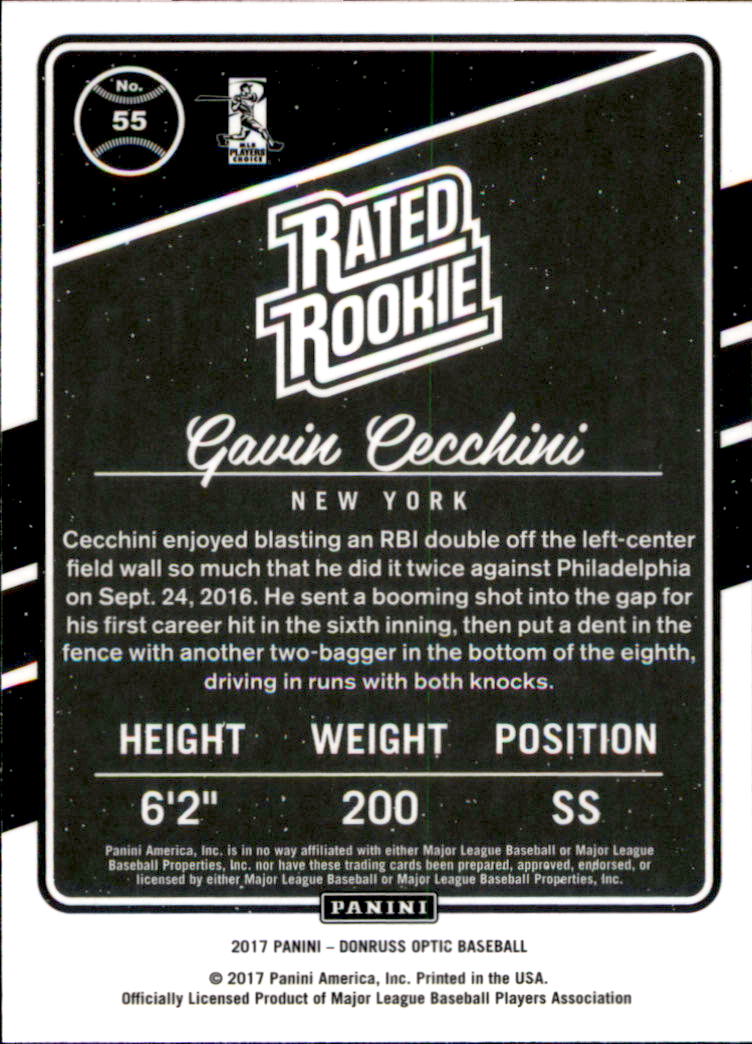 No.
55
MLB
PLAYERS
CHOICE
RATED
ROOKIE
Gavin Cecchini
NEW YORK
Cecchini enjoyed blasting an RBI double off the left-center
field wall so much that he did it twice against Philadelphia
on Sept. 24, 2016. He sent a booming shot into the gap for
his first career hit in the sixth inning, then put a dent in the
fence with another two-bagger in the bottom of the eighth,
driving in runs with both knocks.
HEIGHT WEIGHT POSITION
6'2" 200 SS
Panini America, Inc. is in no way affiliated with either Major League Baseball or Major League
Baseball Properties, Inc. nor have these trading cards been prepared, approved, endorsed, or
licensed by either Major League Baseball or Major League Baseball Properties, Inc.
PANINI
2017 PANINI – DONRUSS OPTIC BASEBALL
© 2017 Panini America, Inc. Printed in the USA.
Officially Licensed Product of Major League Baseball Players Association